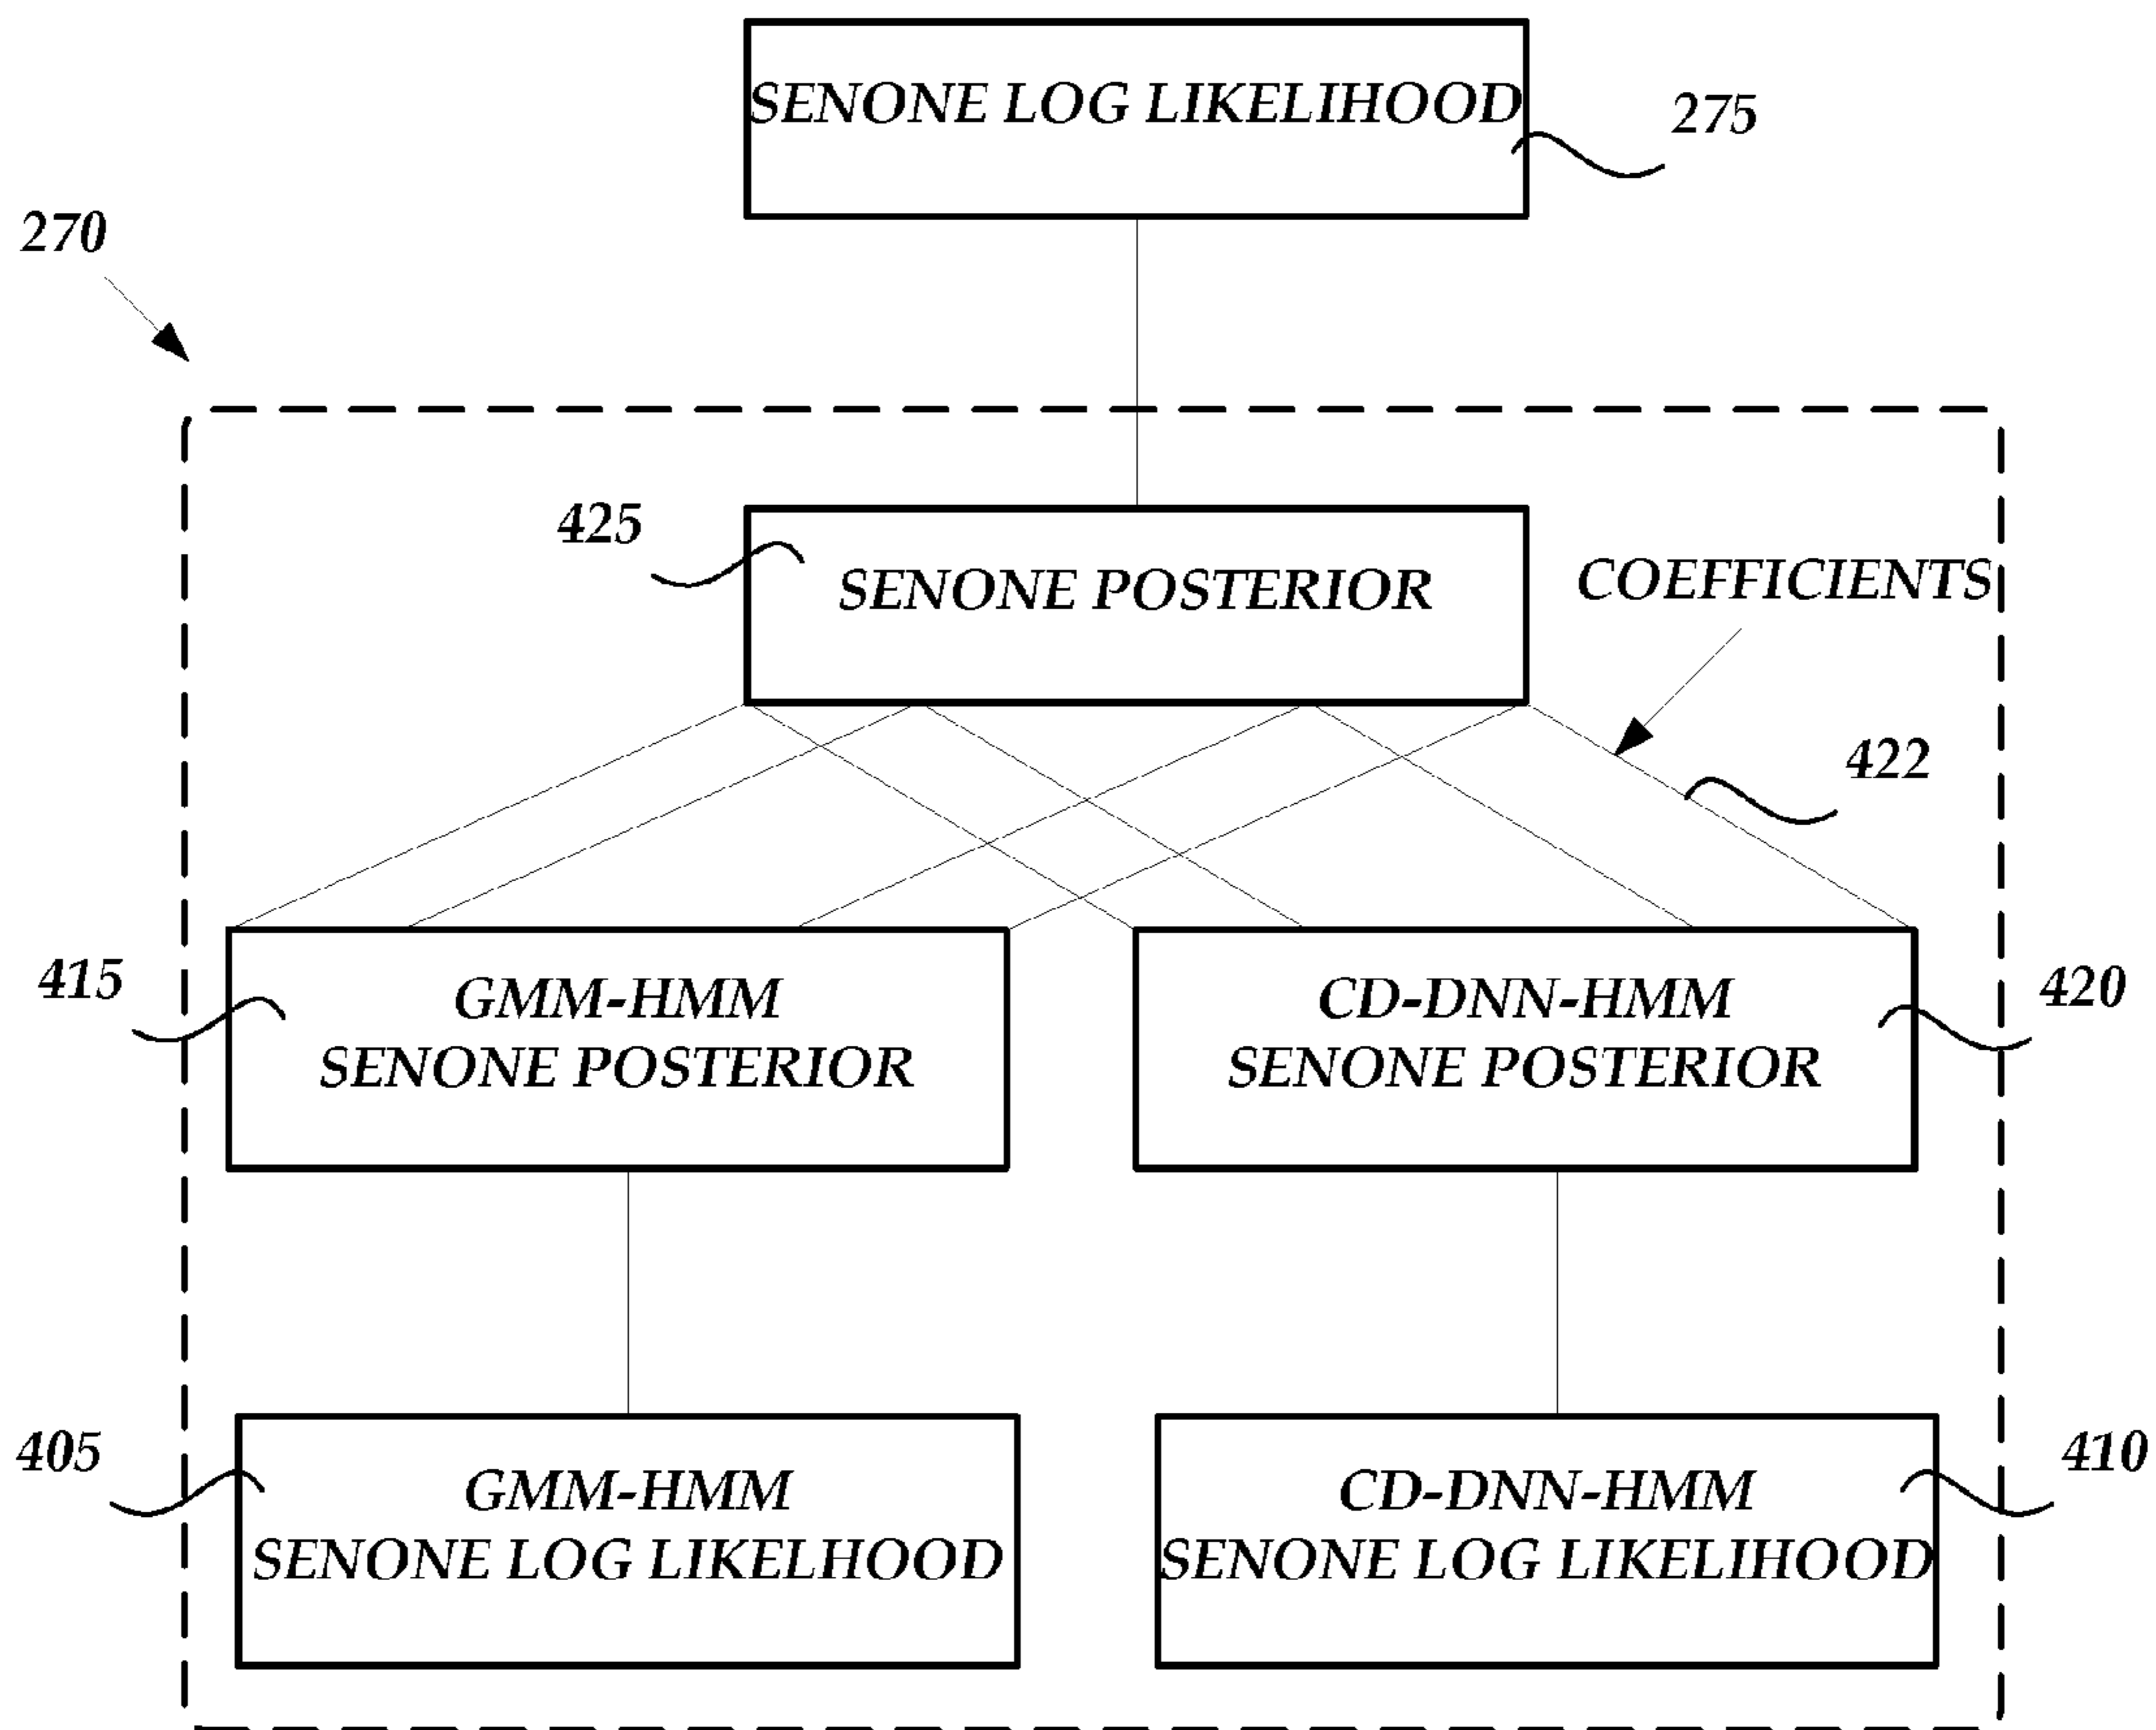 SENONE LOG LIKELIHOOD
275
270
425
SENONE POSTERIOR
COEFFICIENTS
422
415
GMM-HMM
SENONE POSTERIOR
CD-DNN-HMM
SENONE POSTERIOR
420
405
GMM-HMM
SENONE LOG LIKELHOOD
CD-DNN-HMM
SENONE LOG LIKELIHOOD
410